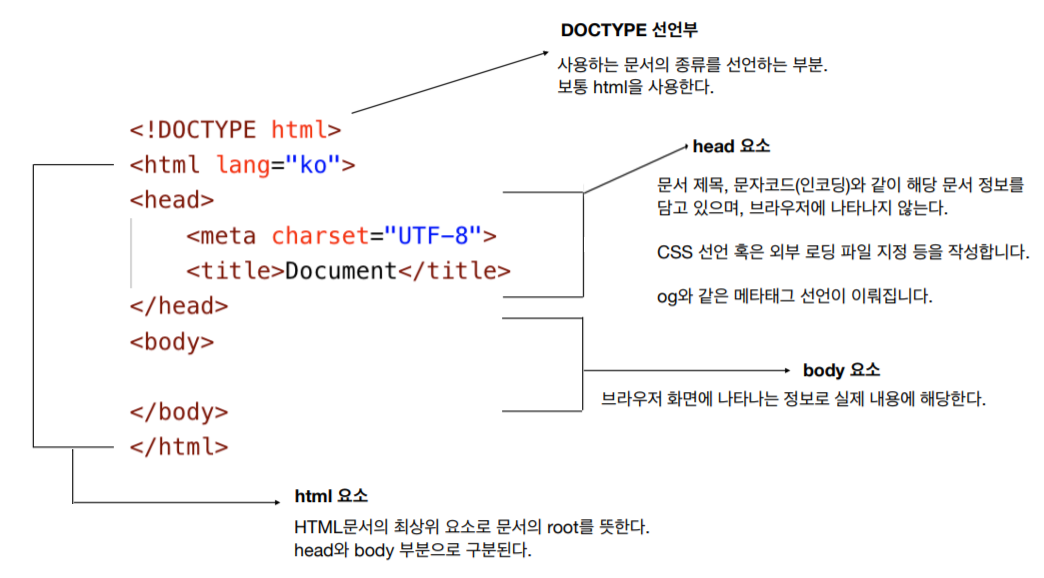 DOCTYPE 선언부
사용하는 문서의 종류를 선언하는 부분.
보통 html을 사용한다.
<!DOCTYPE html>
<html lang="ko">
<head>
<meta charset="UTF-8">
<title>Document</title>
</head>
<body>
</body>
</html>
head 요소
문서 제목, 문자코드(인코딩)와 같이 해당 문서 정보를
담고 있으며, 브라우저에 나타나지 않는다.
CSS 선언 혹은 외부 로딩 파일 지정 등을 작성합니다.
og와 같은 메타태그 선언이 이뤄집니다.
body 요소
브라우저 화면에 나타나는 정보로 실제 내용에 해당한다.
html 요소
HTML문서의 최상위 요소로 문서의 root를 뜻한다.
head와 body 부분으로 구분된다.